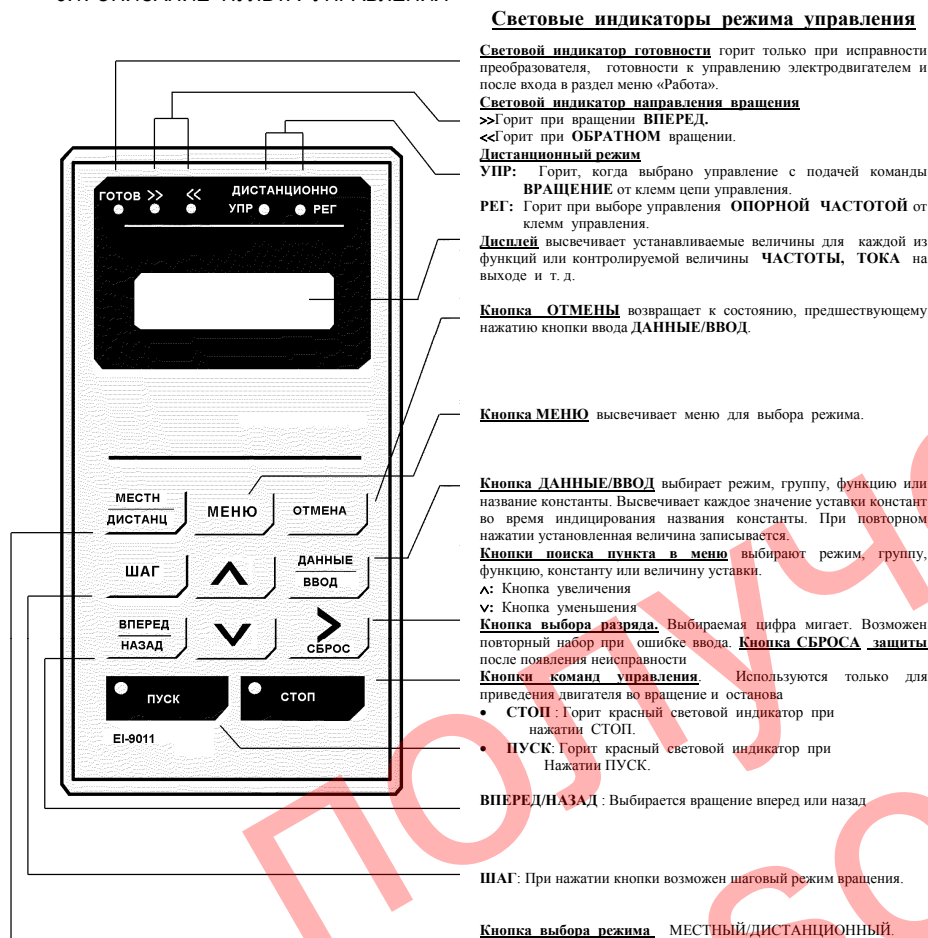 Световые индикаторы режима управления
Световой индикатор готовности горит только при исправности
преобразователя, готовности к управлению электродвигателем и
после входа в раздел меню «Работа».
Световой индикатор направления вращения
>>Горит при вращении ВПЕРЕД.
<<Горит при ОБРАТНОМ вращении.
Дистанционный режим
УПР: Горит, когда выбрано управление с подачей команды
ВРАЩЕНИЕ от клемм цепи управления.
РЕГ: Горит при выборе управления ОПОРНОЙ ЧАСТОТОЙ от
клемм управления.
Дисплей высвечивает устанавливаемые величины для каждой из
функций или контролируемой величины ЧАСТОТЫ, ТОКА на
выходе и т. д.
Кнопка ОТМЕНЫ возвращает к состоянию, предшествующему
нажатию кнопки ввода ДАННЫЕ/ВВОД.
Кнопка МЕНЮ высвечивает меню для выбора режима.
Кнопка ДАННЫЕ/ВВОД выбирает режим, группу, функцию или
название константы. Высвечивает каждое значение уставки констант
во время индицирования названия константы. При повторном
нажатии установленная величина записывается.
Кнопки поиска пункта в меню выбирают режим, группу,
функцию, константу или величину уставки.
∧: Кнопка увеличения
∨: Кнопка уменьшения
Кнопка выбора разряда. Выбираемая цифра мигает. Возможен
повторный набор при ошибке ввода. Кнопка СБРОСА защиты
после появления неисправности
Кнопки команд управления. Используются только для
приведения двигателя во вращение и останова
• СТОП : Горит красный световой индикатор при
нажатии СТОП.
• ПУСК: Горит красный световой индикатор при
Нажатии ПУСК.
ВПЕРЕД/НАЗАД : Выбирается вращение вперед или назад
ШАГ: При нажатии кнопки возможен шаговый режим вращения.
Кнопка выбора режима МЕСТНЫЙ/ДИСТАНЦИОННЫЙ.
ГОТОВ >> <<
ДИСТАНЦИОННО
УПР РЕГ
МЕСТН
ДИСТАНЦ
МЕНЮ
ОТМЕНА
ШАГ
∧
ДАННЫЕ
ВВОД
ВПЕРЕД
НАЗАД
∨
>
СБРОС
ПУСК
СТОП
EI-9011